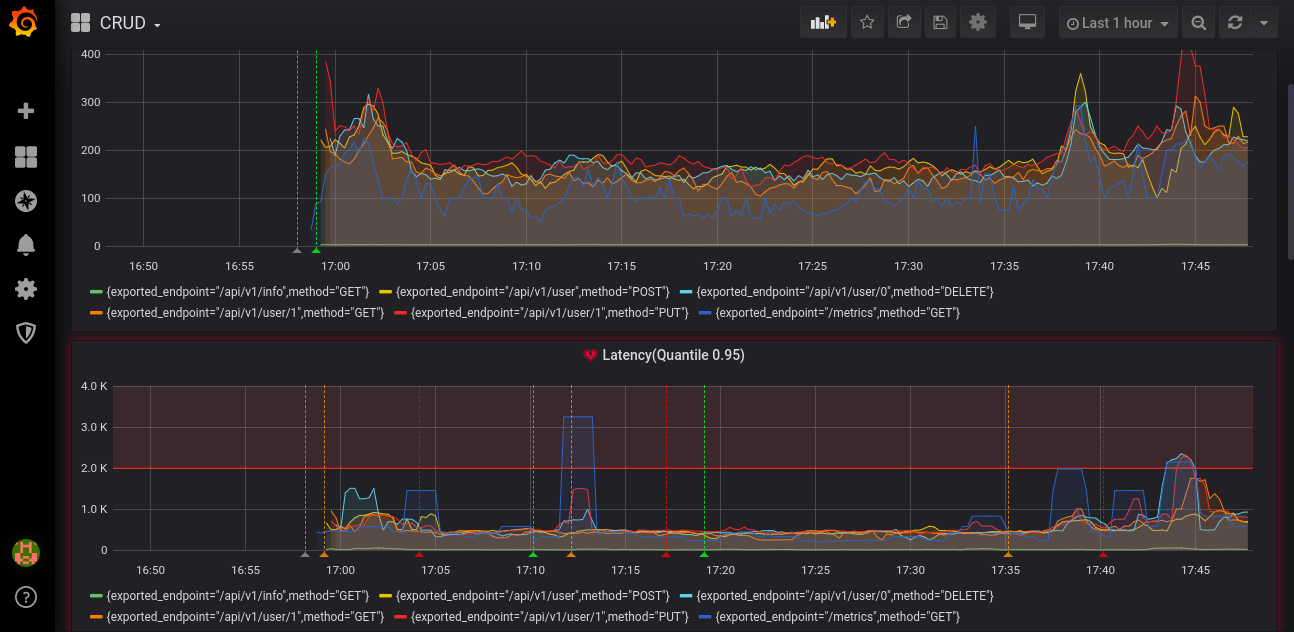 CRUD
Last 1 hour
400
300
200
100
0
16:50 16:55 17:00 17:05 17:10 17:15 17:20 17:25 17:30 17:35 17:40 17:45
{exported_endpoint="/api/v1/info",method="GET"} {exported_endpoint="/api/v1/user",method="POST"} {exported_endpoint="/api/v1/user/0",method="DELETE"}
{exported_endpoint="/api/v1/user/1",method="GET"} {exported_endpoint="/api/v1/user/1",method="PUT"} {exported_endpoint="/metrics",method="GET"}
Latency(Quantile 0.95)
4.0 K
3.0 K
2.0 K
1.0 K
0
16:50 16:55 17:00 17:05 17:10 17:15 17:20 17:25 17:30 17:35 17:40 17:45
{exported_endpoint="/api/v1/info",method="GET"} {exported_endpoint="/api/v1/user",method="POST"} {exported_endpoint="/api/v1/user/0",method="DELETE"}
{exported_endpoint="/api/v1/user/1",method="GET"} {exported_endpoint="/api/v1/user/1",method="PUT"} {exported_endpoint="/metrics",method="GET"}